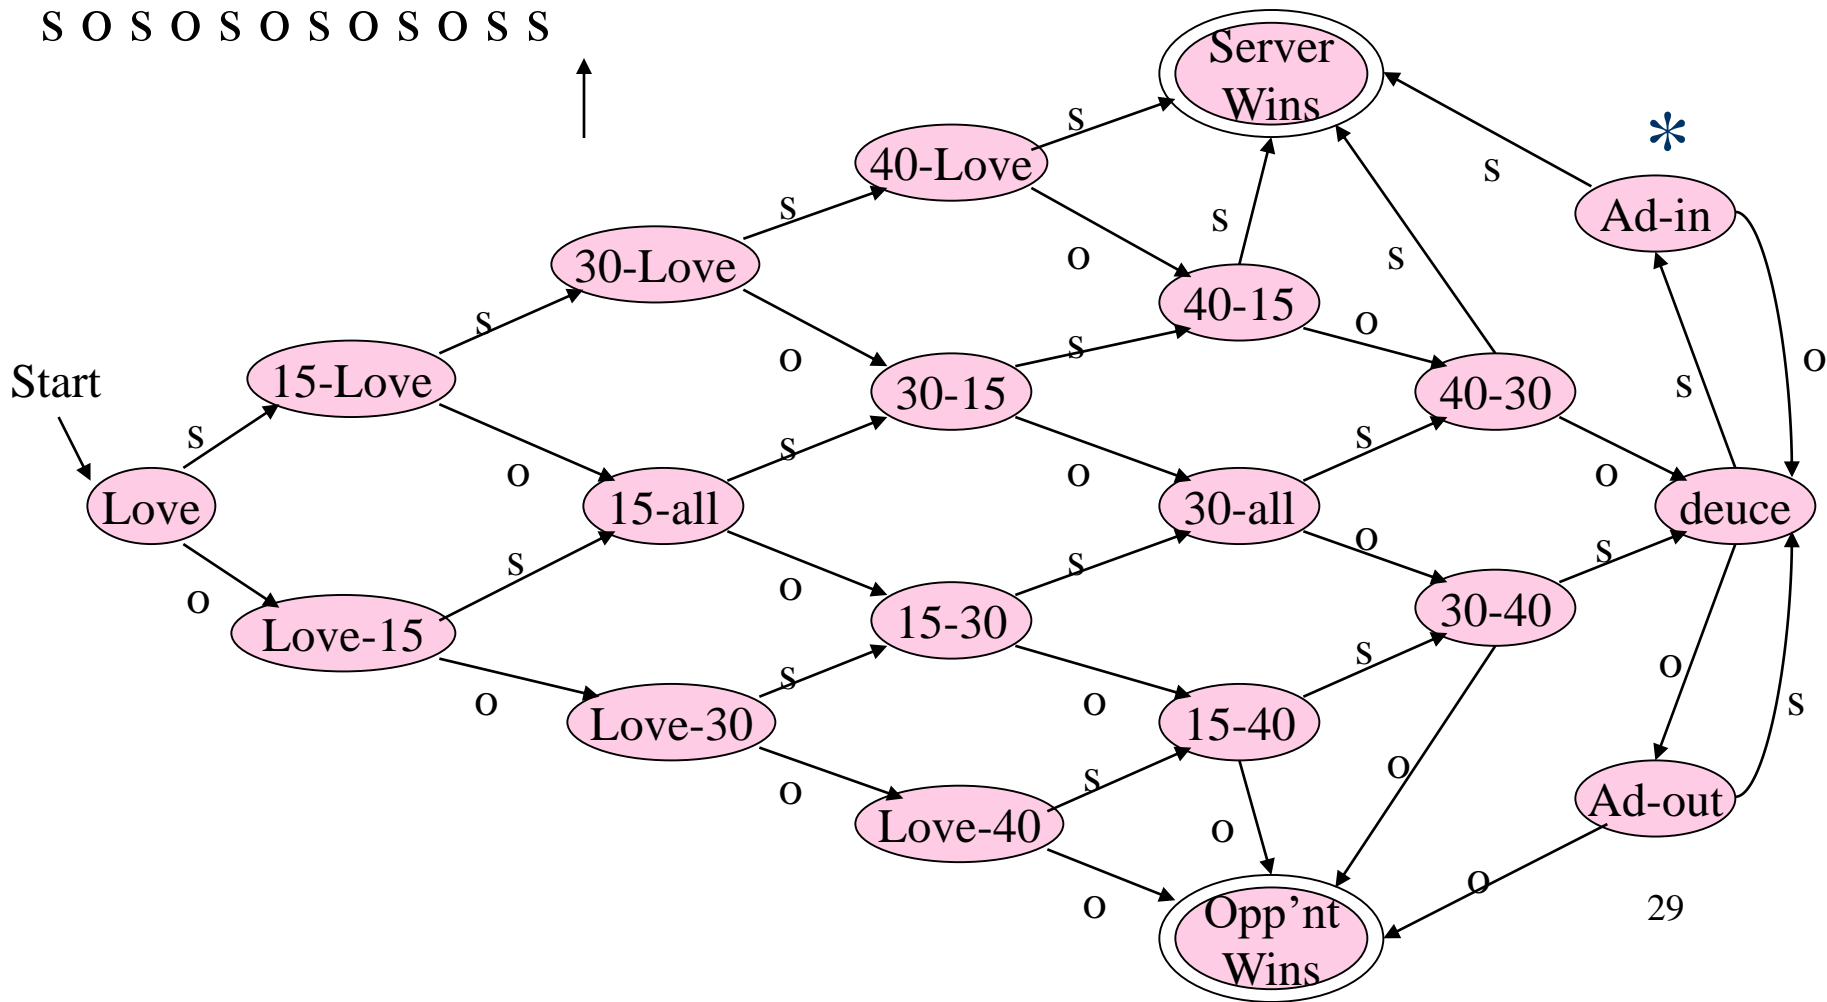 s o s o s o s o s o s s
Server
Wins
s
*
40-Love
s
Ad-in
s
s
o
s
30-Love
40-15
s
o
s
o
15-Love
o
s
40-30
s
Start
30-15
s
s
s
o
o
o
Love
15-all
30-all
deuce
s
o
s
s
o
o
15-30
30-40
Love-15
s
s
o
s
o
o
Love-30
15-40
s
o
s
o
Love-40
Ad-out
o
o
o
Opp'nt
Wins
29